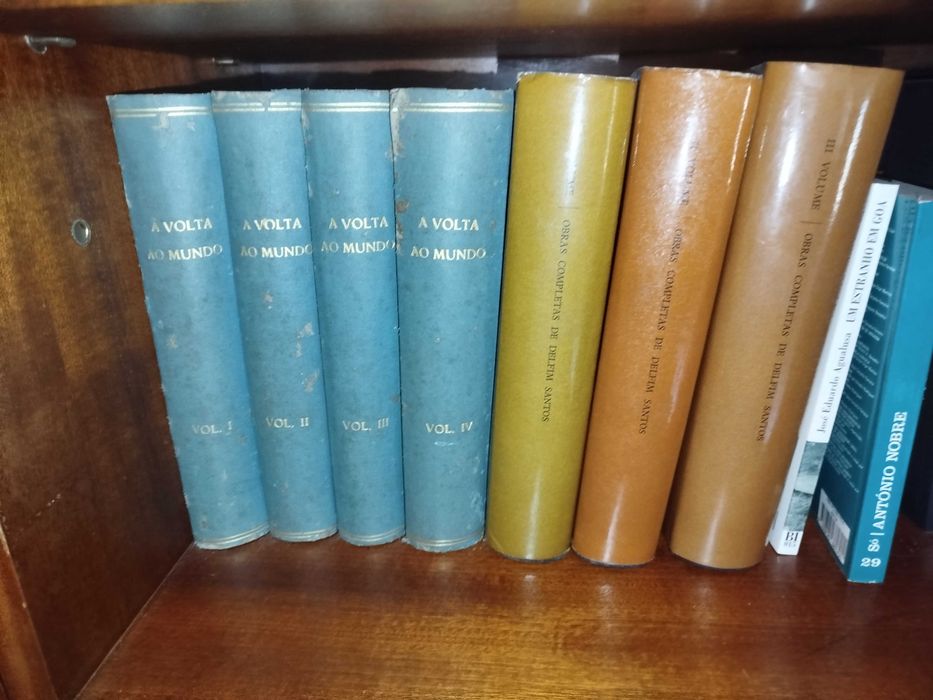 À VOLTA
AO MUNDO
VOL. I
A VOLTA
AO MUNDO
VOL. II
A VOLTA
AO MUNDO
VOL. III
A VOLTA
AO MUNDO
VOL. IV
OBRAS COMPLETAS DE DELFIM SANTOS
OBRAS COMPLETAS DE DELFIM SANTOS
III VOLUME | OBRAS COMPLETAS DE DELFIM SANTOS
José Eduardo Agualusa UM ESTRANHO EM GOA
BI
29 Só | ANTÓNIO NOBRE